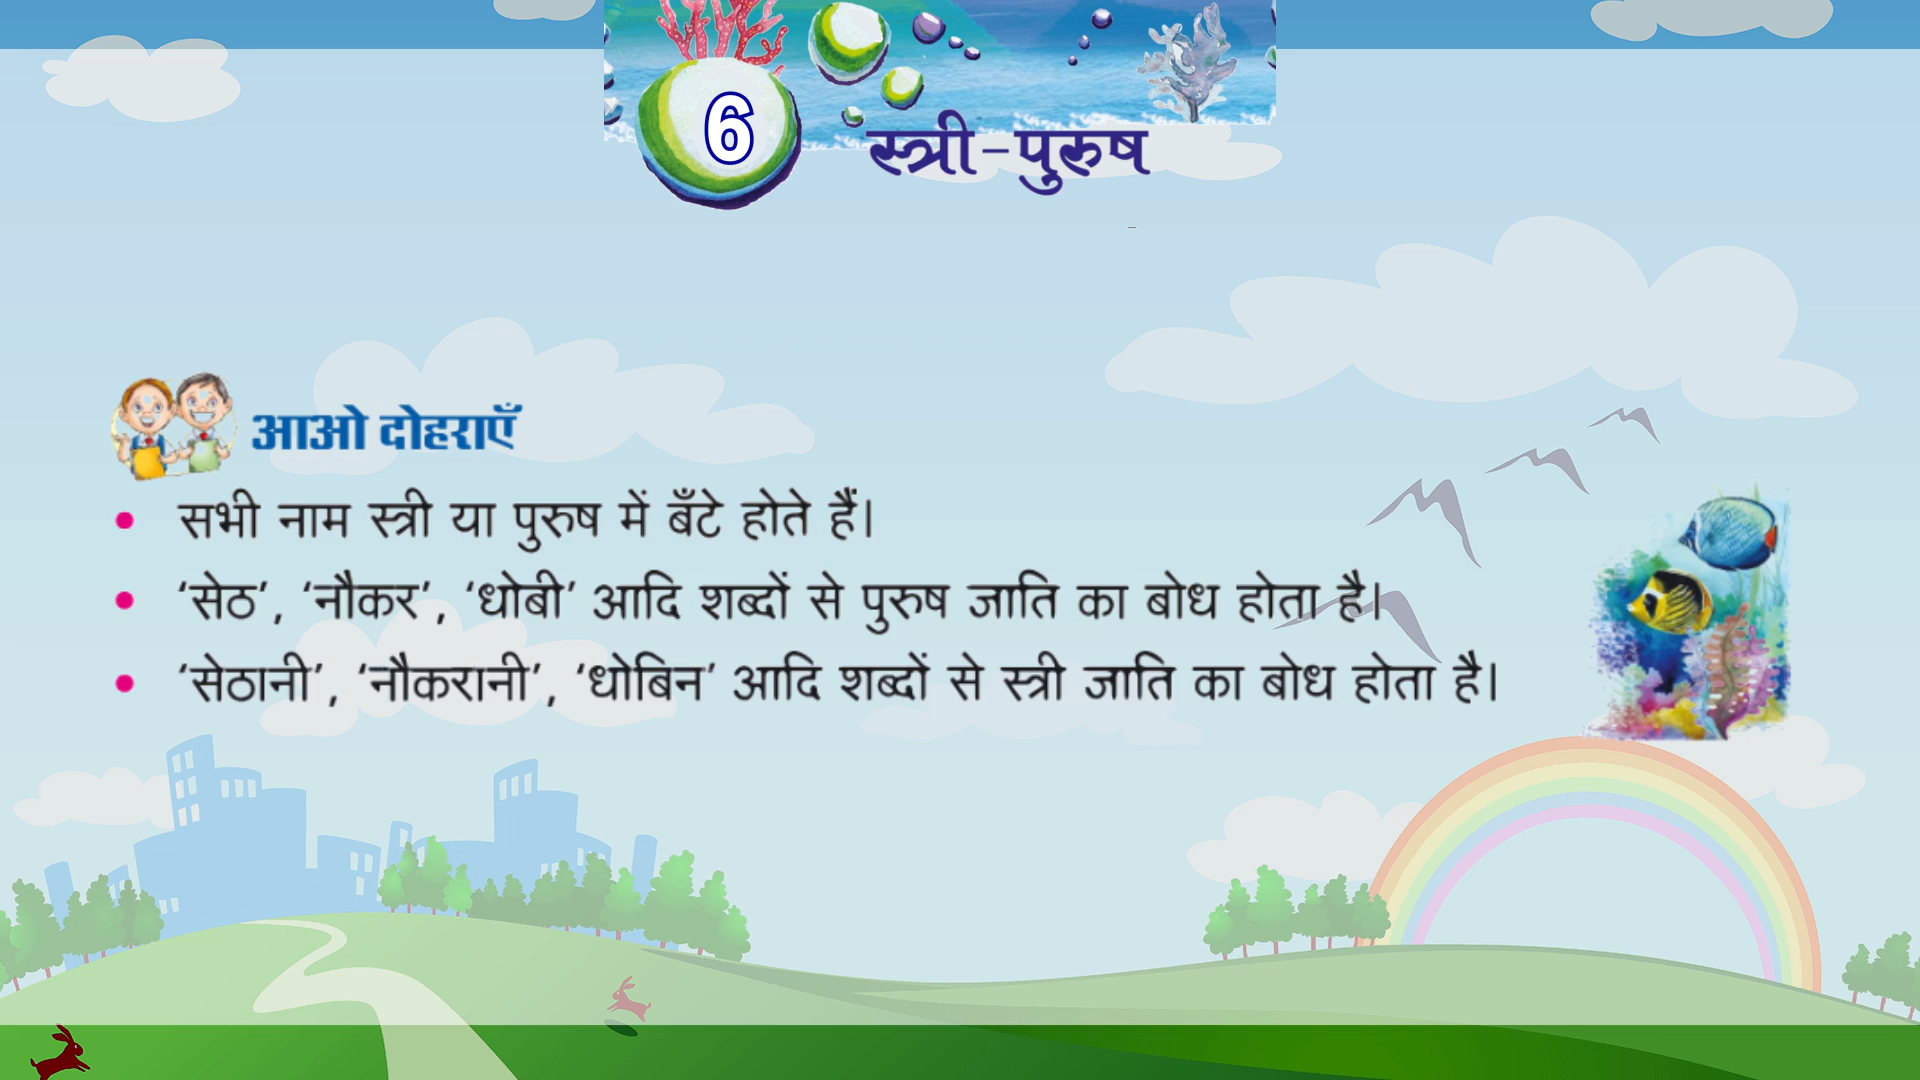 6
स्त्री-पुरुष
आओ दोहराएँ
• सभी नाम स्त्री या पुरुष में बँटे होते हैं।
• ‘सेठ’, ‘नौकर’, ‘धोबी’ आदि शब्दों से पुरुष जाति का बोध होता है।
• ‘सेठानी’, ‘नौकरानी’, ‘धोबिन’ आदि शब्दों से स्त्री जाति का बोध होता है।